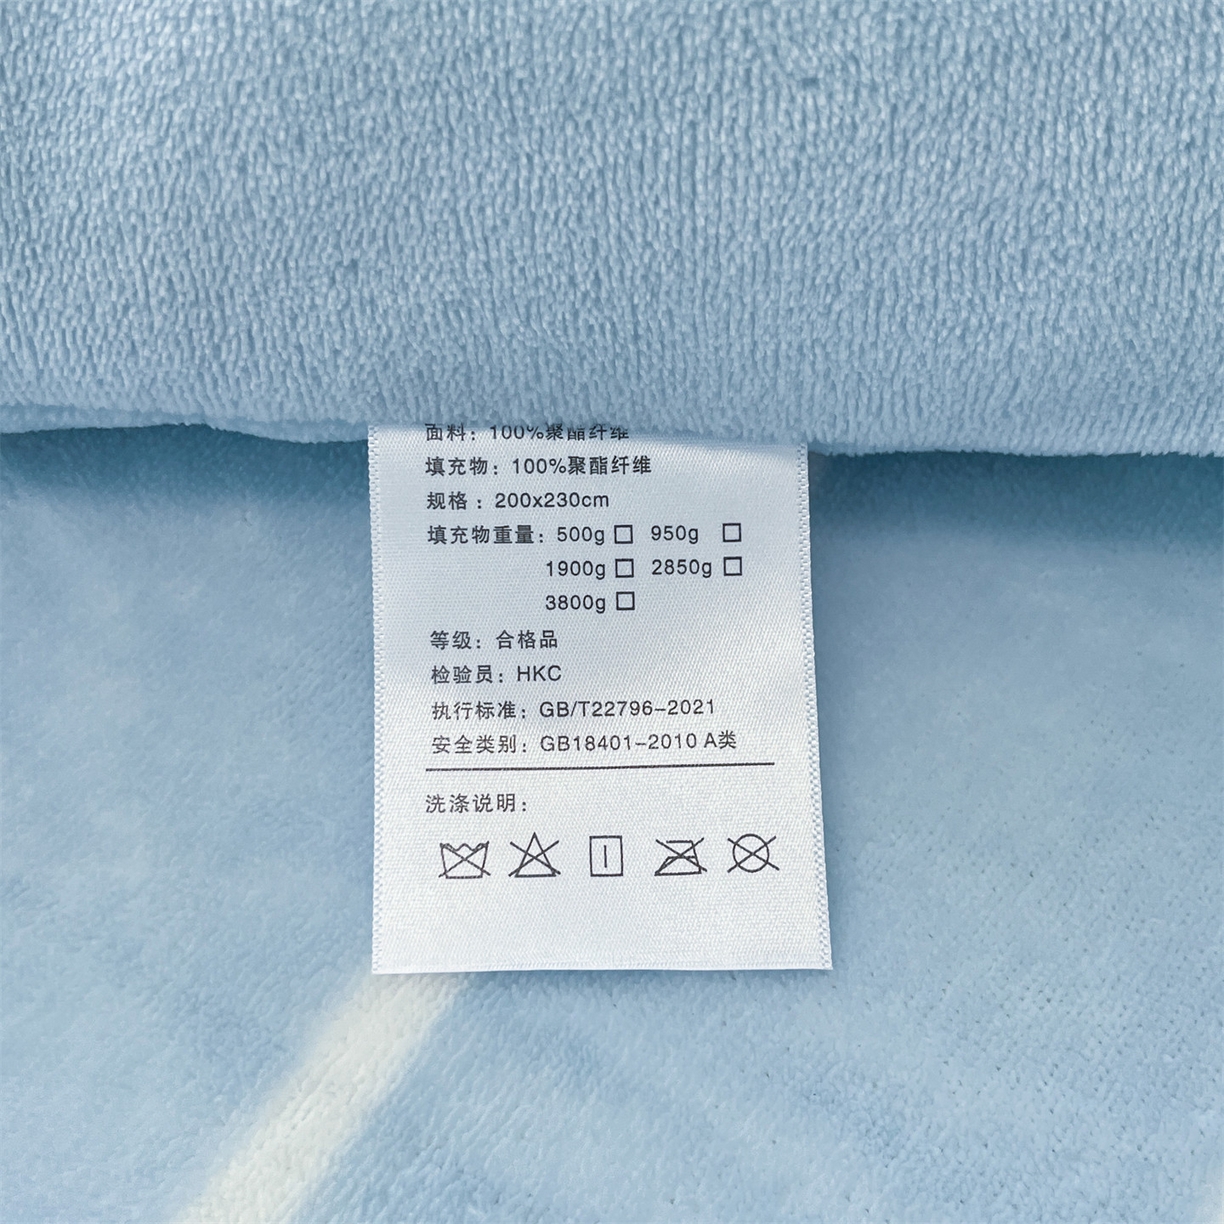 面料：100%聚酯纤维
填充物：100%聚酯纤维
规格：200x230cm
填充物重量：500g □ 950g □
1900g □ 2850g □
3800g □
等级：合格品
检验员：HKC
执行标准：GB/T22796-2021
安全类别：GB18401-2010 A类
洗涤说明：